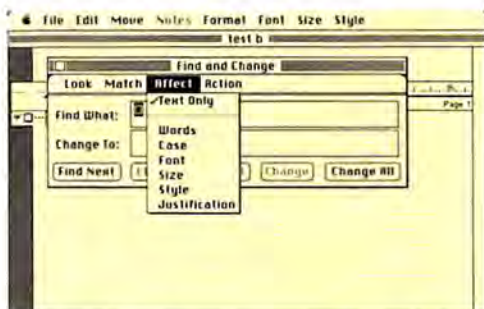 File Edit Move Notes Format Font Size Style
test b
Find and Change
Look Match Affect Action
✓Text Only
Page 1
Find What:
Words
Change To:
Case
Font
Find Next
Change
Change All
Size
Style
Justification